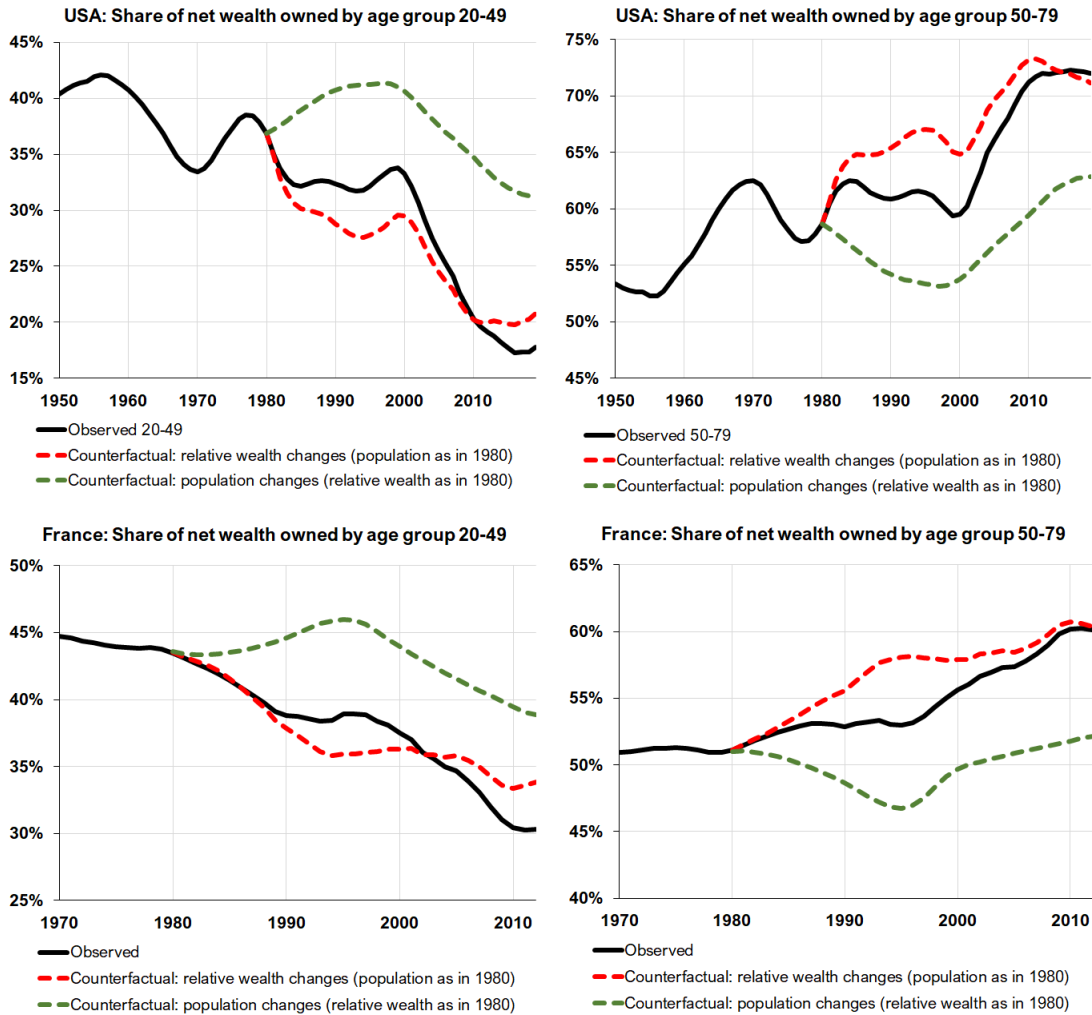 USA: Share of net wealth owned by age group 20-49
45%
40%
35%
30%
25%
20%
15%
1950 1960 1970 1980 1990 2000 2010
Observed 20-49
Counterfactual: relative wealth changes (population as in 1980)
Counterfactual: population changes (relative wealth as in 1980)
USA: Share of net wealth owned by age group 50-79
75%
70%
65%
60%
55%
50%
45%
1950 1960 1970 1980 1990 2000 2010
Observed 50-79
Counterfactual: relative wealth changes (population as in 1980)
Counterfactual: population changes (relative wealth as in 1980)
France: Share of net wealth owned by age group 20-49
50%
45%
40%
35%
30%
25%
1970 1980 1990 2000 2010
Observed
Counterfactual: relative wealth changes (population as in 1980)
Counterfactual: population changes (relative wealth as in 1980)
France: Share of net wealth owned by age group 50-79
65%
60%
55%
50%
45%
40%
1970 1980 1990 2000 2010
Observed
Counterfactual: relative wealth changes (population as in 1980)
Counterfactual: population changes (relative wealth as in 1980)